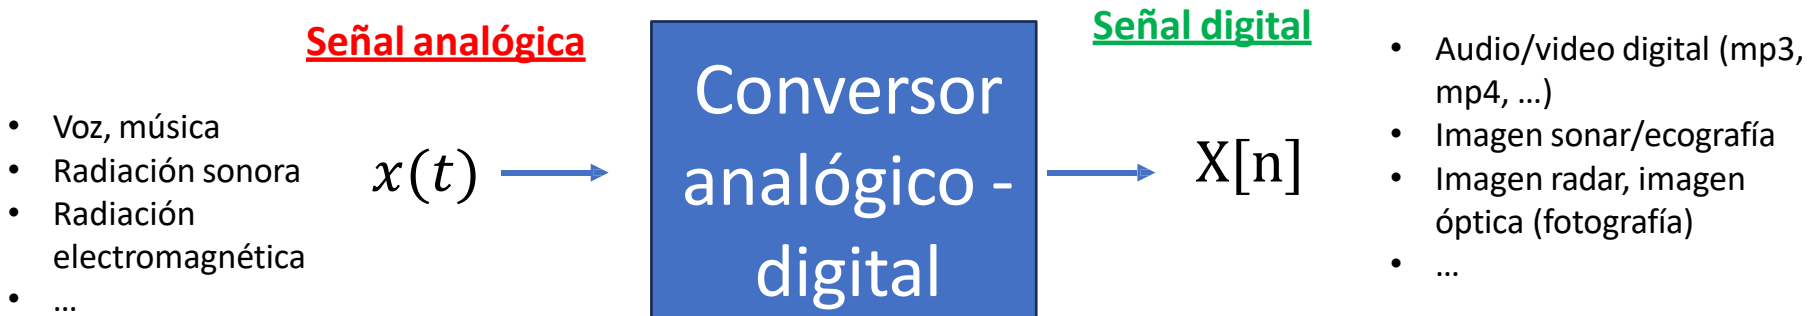 Señal analógica
• Voz, música
• Radiación sonora
• Radiación
electromagnética
• ...
x(t)
Conversor
analógico -
digital
Señal digital
X[n]
• Audio/video digital (mp3,
mp4, ...)
• Imagen sonar/ecografía
• Imagen radar, imagen
óptica (fotografía)
• ...